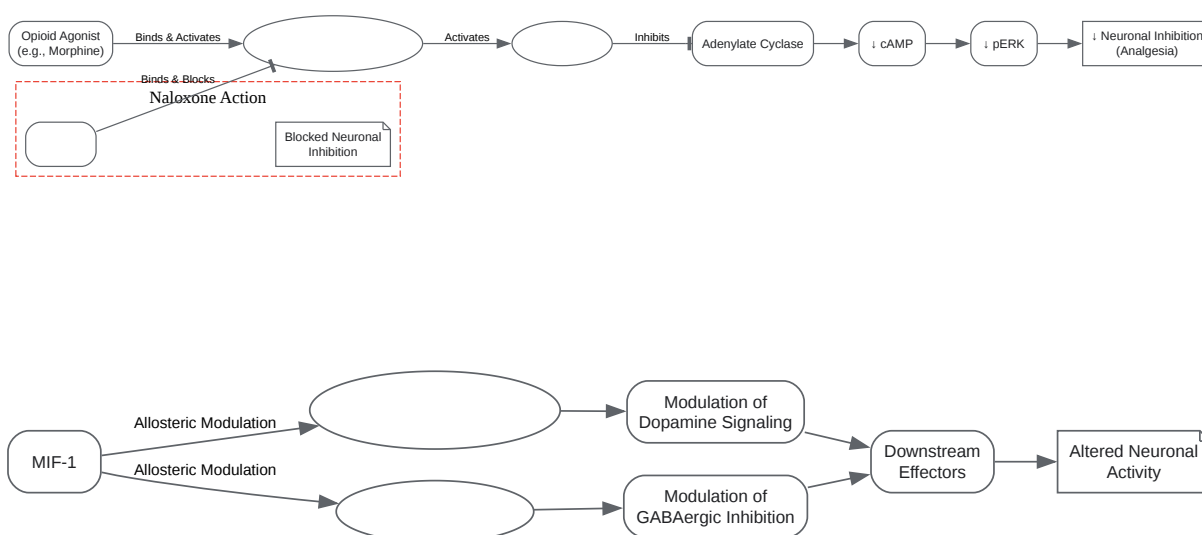 Opioid Agonist
(e.g., Morphine)
Binds & Activates
Activates
Inhibits
Adenylate Cyclase
↓ cAMP
↓ pERK
↓ Neuronal Inhibition
(Analgesia)
Binds & Blocks
Naloxone Action
Blocked Neuronal
Inhibition
MIF-1
Allosteric Modulation
Allosteric Modulation
Modulation of
Dopamine Signaling
Modulation of
GABAergic Inhibition
Downstream
Effectors
Altered Neuronal
Activity